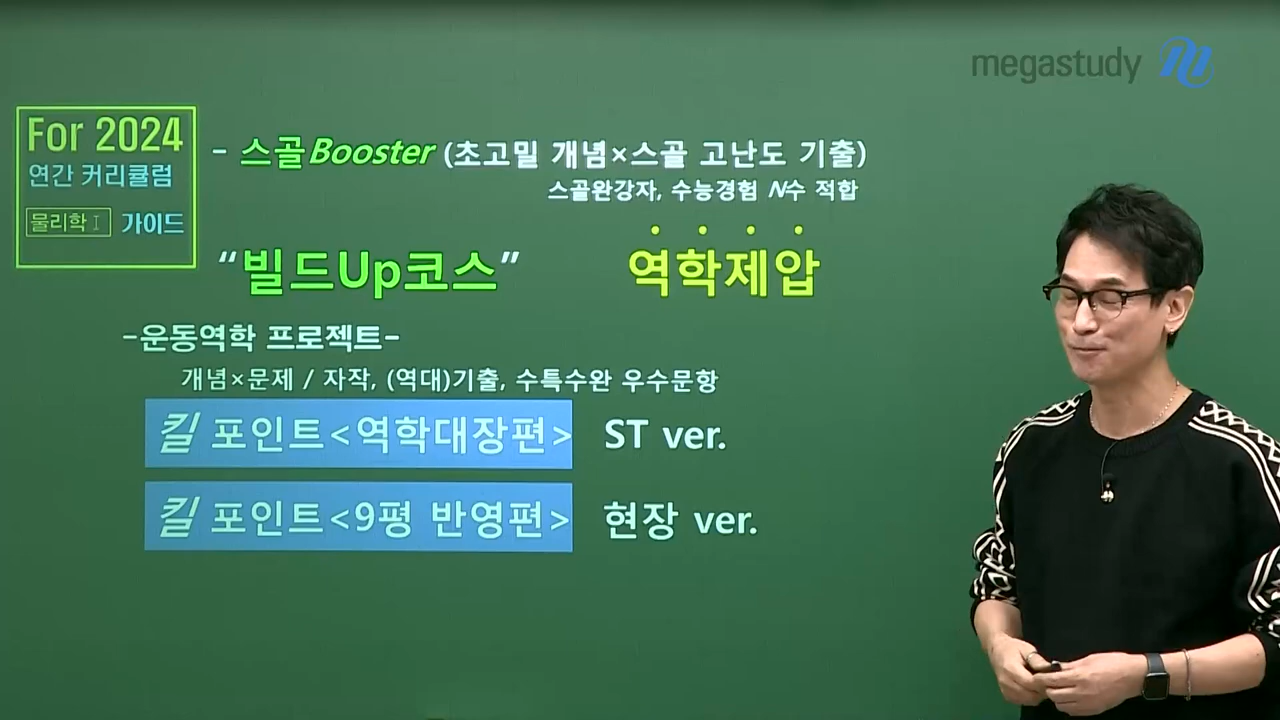 megastudy
For 2024
연간 커리큘럼
물리학 I 가이드
- 스골Booster (초고밀 개념×스골 고난도 기출)
스골완강자, 수능경험 N수 적합
“빌드Up코스” 역학제압
-운동역학 프로젝트-
개념×문제 / 자작, (역대)기출, 수특수완 우수문항
킬 포인트<역학대장편> ST ver.
킬 포인트<9평 반영편> 현장 ver.